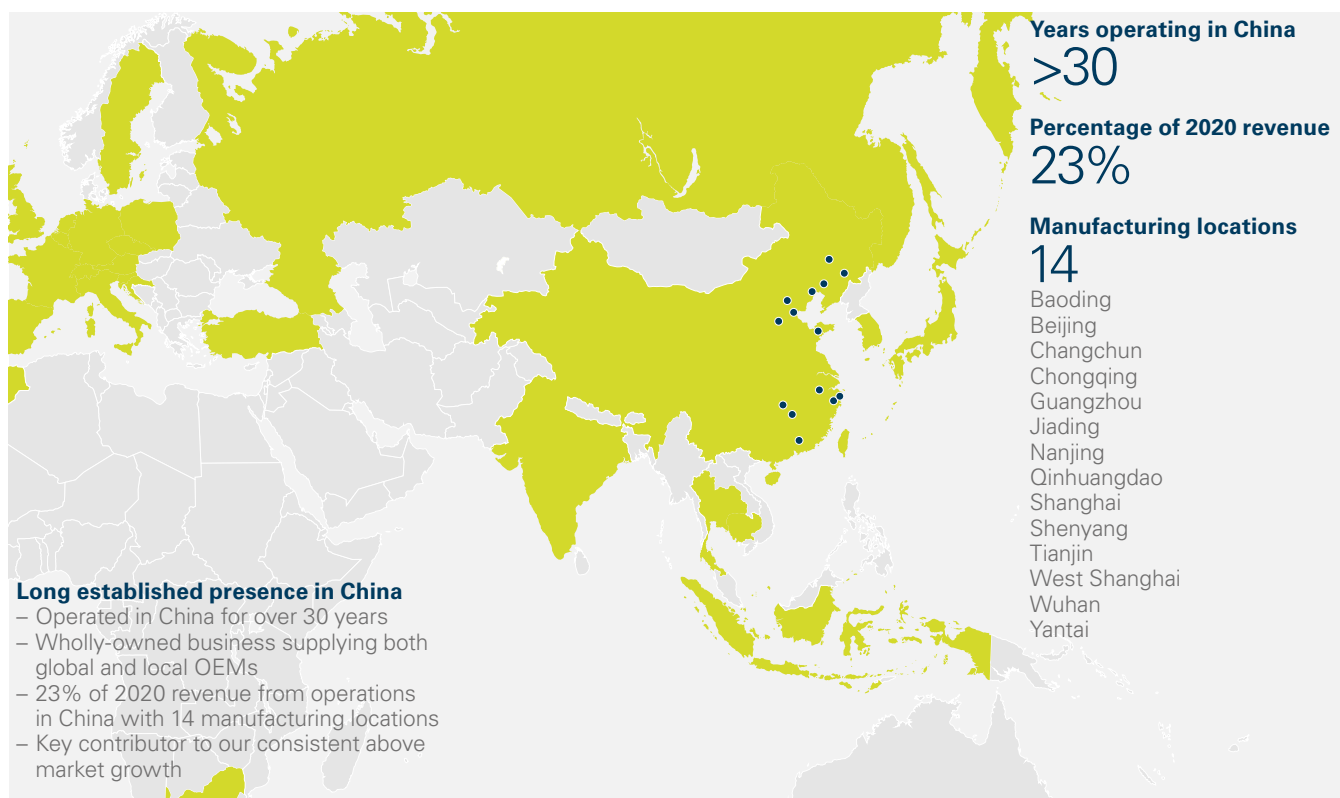 Years operating in China
>30
Percentage of 2020 revenue
23%
Manufacturing locations
14
Baoding
Beijing
Changchun
Chongqing
Guangzhou
Jiading
Nanjing
Qinhuangdao
Shanghai
Shenyang
Tianjin
West Shanghai
Wuhan
Yantai
Long established presence in China
– Operated in China for over 30 years
– Wholly-owned business supplying both
global and local OEMs
– 23% of 2020 revenue from operations
in China with 14 manufacturing locations
– Key contributor to our consistent above
market growth